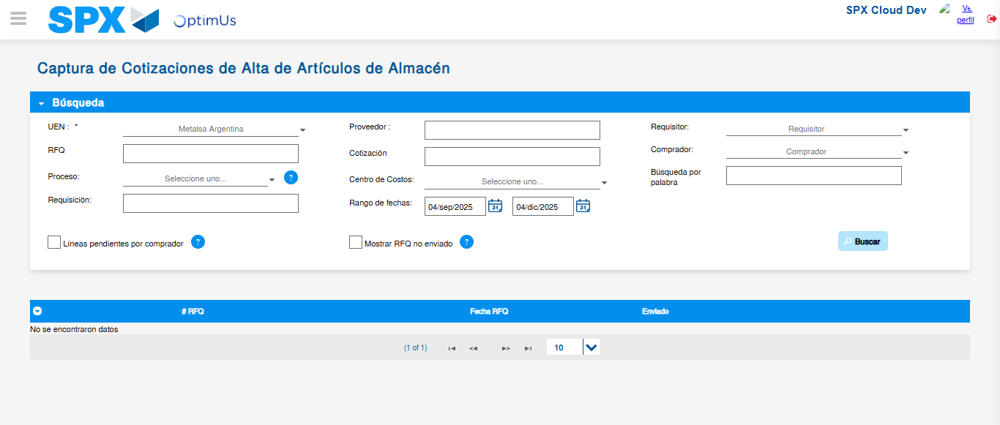 SPX OptimUs
SPX Cloud Dev
perfil
Captura de Cotizaciones de Alta de Artículos de Almacén
Búsqueda
UEN : * Metalsa Argentina
Proveedor :
Requisitor: Requisitor
RFQ
Cotización
Comprador: Comprador
Proceso: Seleccione uno... ?
Centro de Costos: Seleccione uno...
Búsqueda por
palabra
Requisición:
Rango de fechas: 04/sep/2025 31 04/dic/2025 31
Líneas pendientes por comprador ?
Mostrar RFQ no enviado ?
Buscar
# RFQ Fecha RFQ Enviado
No se encontraron datos
(1 of 1) 10